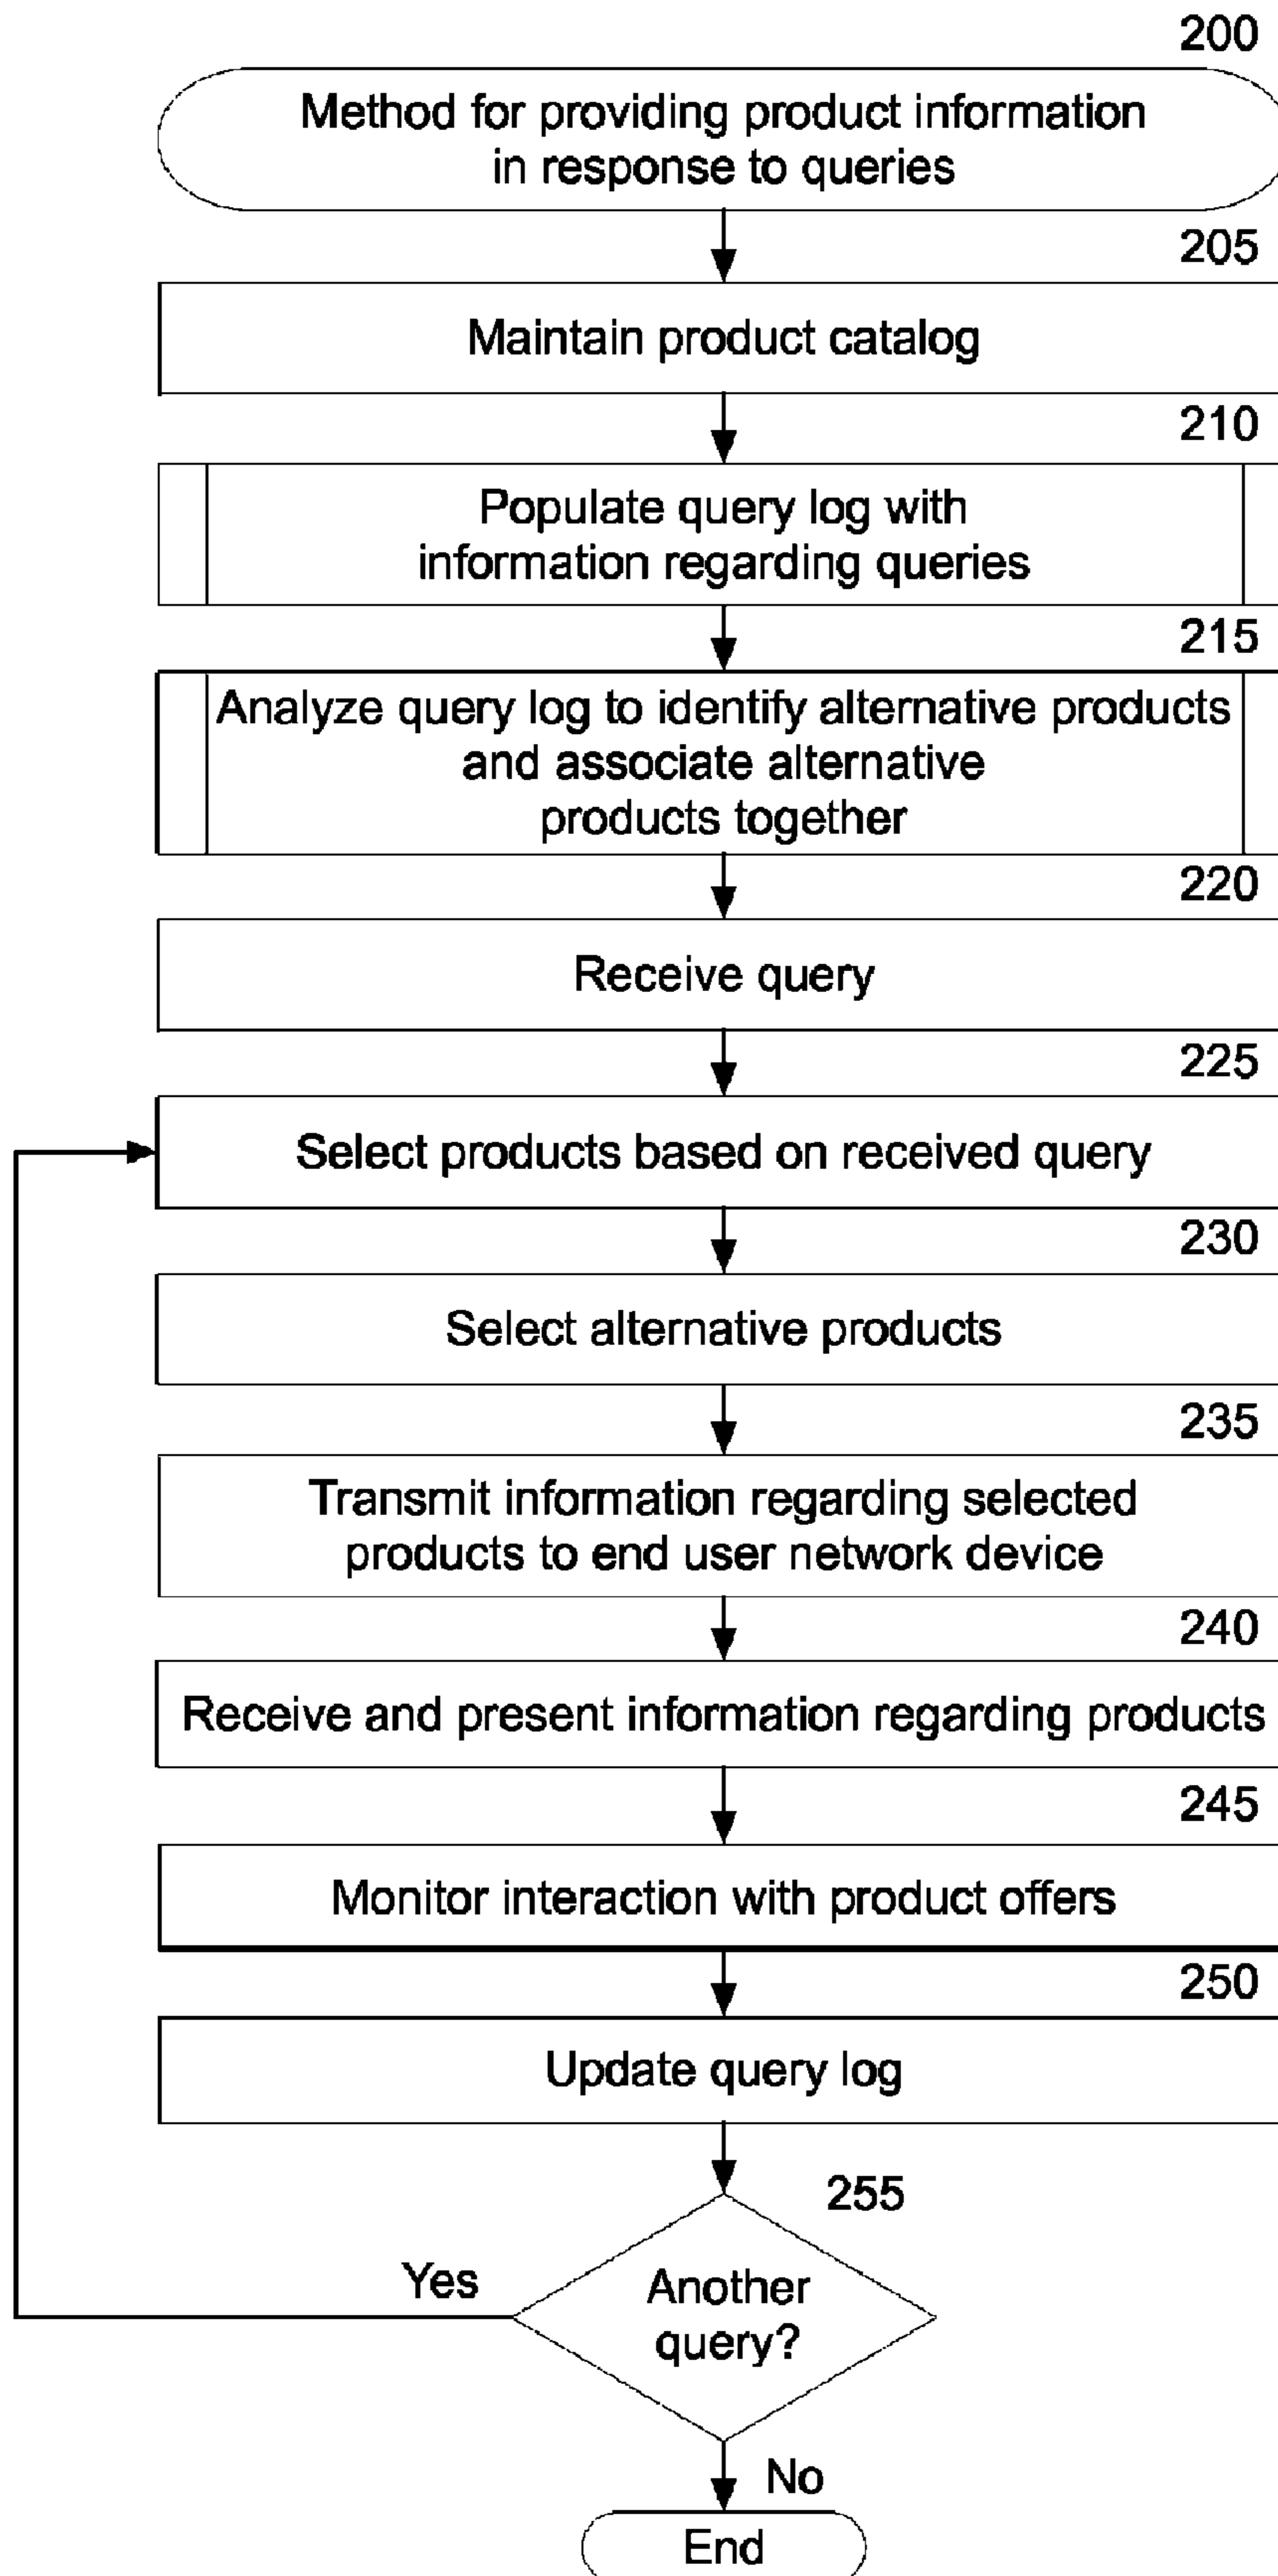 200
Method for providing product information
in response to queries
205
Maintain product catalog
210
Populate query log with
information regarding queries
215
Analyze query log to identify alternative products
and associate alternative
products together
220
Receive query
225
Select products based on received query
230
Select alternative products
235
Transmit information regarding selected
products to end user network device
240
Receive and present information regarding products
245
Monitor interaction with product offers
250
Update query log
255
Another
query?
Yes
No
End